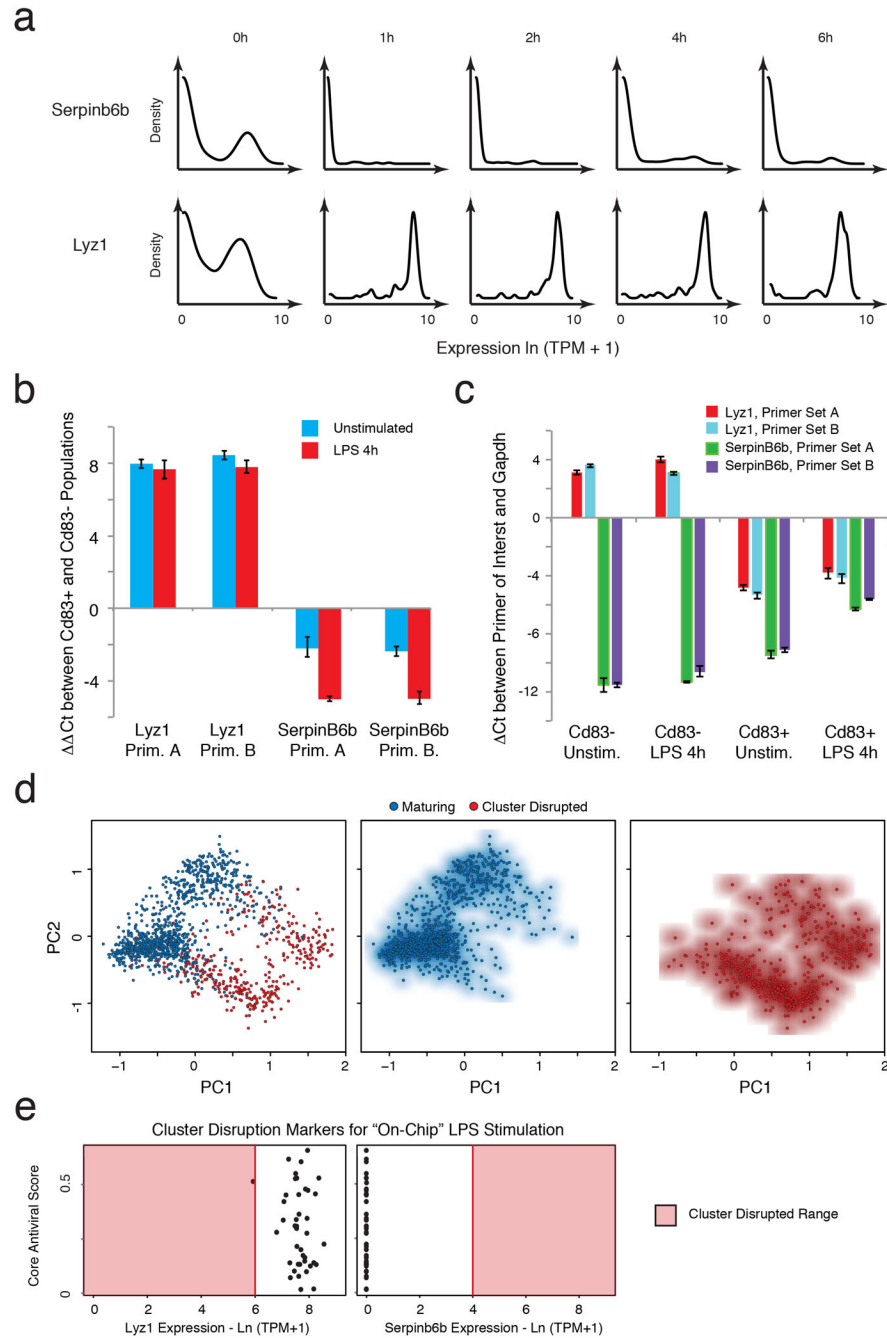 a
0h 1h 2h 4h 6h
Serpinb6b
Density
Lyz1
Density
0 10 0 10 0 10 0 10 0 10
Expression ln (TPM + 1)
b
Unstimulated
LPS 4h
ΔΔCt between Cd83+ and Cd83- Populations
8
4
0
-4
Lyz1 Prim. A
Lyz1 Prim. B
SerpinB6b Prim. A
SerpinB6b Prim. B.
c
Lyz1, Primer Set A
Lyz1, Primer Set B
SerpinB6b, Primer Set A
SerpinB6b, Primer Set B
ΔCt between Primer of Interst and Gapdh
4
0
-4
-6
-12
Cd83- Unstim.
Cd83- LPS 4h
Cd83+ Unstim.
Cd83+ LPS 4h
d
Maturing Cluster Disrupted
PC2
1
0
-1
-1 0 1 2 -1 0 1 2 -1 0 1 2
PC1 PC1 PC1
e
Cluster Disruption Markers for “On-Chip” LPS Stimulation
Core Antiviral Score
0.5
0
0 2 4 6 8 0 2 4 6 8
Lyz1 Expression - Ln (TPM+1)
Serpinb6b Expression - Ln (TPM+1)
Cluster Disrupted Range